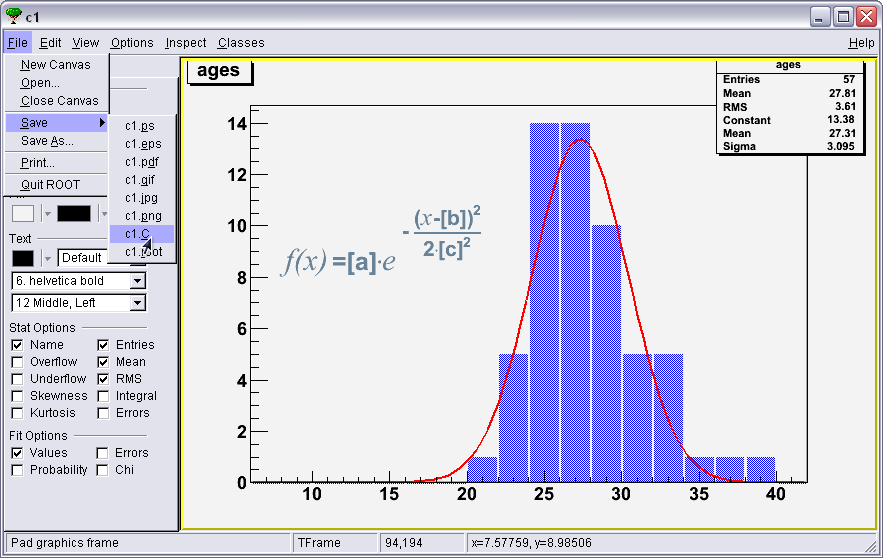 c1
File Edit View Options Inspect Classes Help
New Canvas
Open...
Close Canvas
Save
Save As...
Print...
Quit ROOT
c1.ps
c1.eps
c1.pdf
c1.gif
c1.jpg
c1.png
c1.C
Text
Default
6. helvetica bold
12 Middle, Left
Stat Options
Name Entries
Overflow Mean
Underflow RMS
Skewness Integral
Kurtosis Errors
Fit Options
Values Errors
Probability Chi
ages
ages
Entries 57
Mean 27.81
RMS 3.61
Constant 13.38
Mean 27.31
Sigma 3.095
f(x) =[a]·e
- (x-[b])²
2·[c]²
14
12
10
8
6
4
2
0
10 15 20 25 30 35 40
Pad graphics frame TFrame 94,194 x=7.57759, y=8.98506